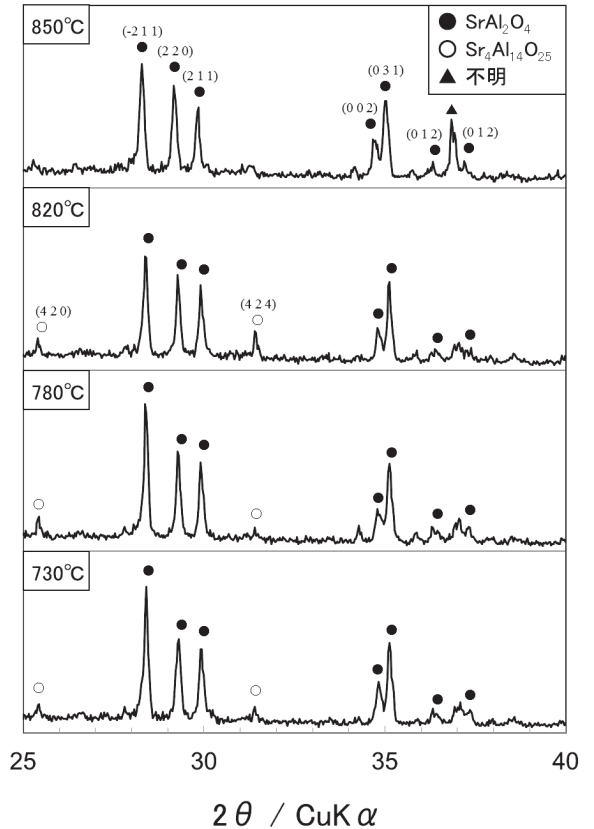 850℃
● SrAl2O4
○ Sr4Al14O25
▲ 不明
(-2 1 1)
(2 2 0)
(2 1 1)
(0 0 2)
(0 3 1)
(0 1 2)
(0 1 2)
820℃
(4 2 0)
(4 2 4)
780℃
730℃
25 30 35 40
2θ / CuKα